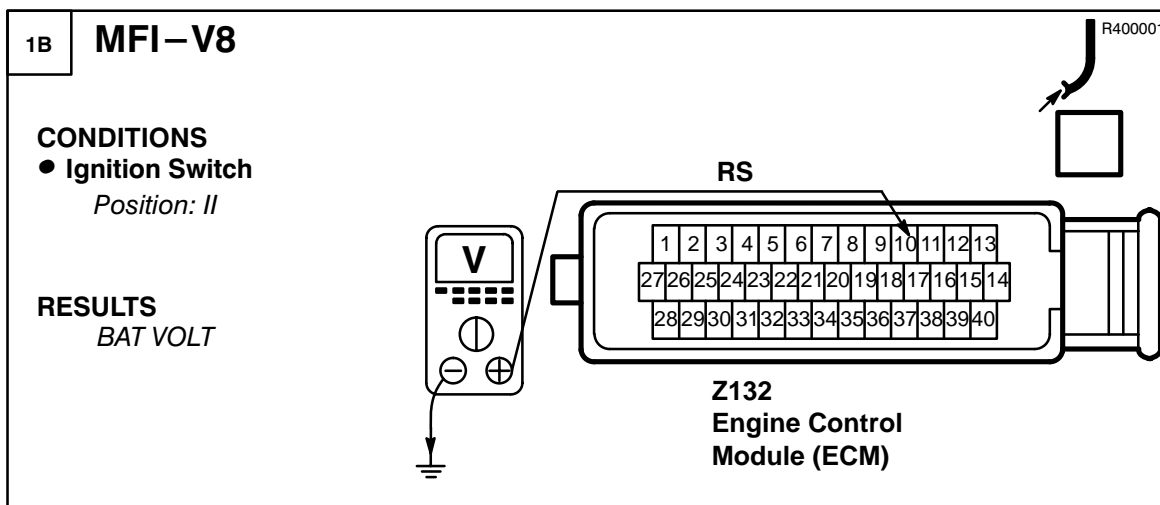 1B MFI–V8
R400001
CONDITIONS
● Ignition Switch
Position: II
RESULTS
BAT VOLT
RS
V
1 2 3 4 5 6 7 8 9 10 11 12 13
27 26 25 24 23 22 21 20 19 18 17 16 15 14
28 29 30 31 32 33 34 35 36 37 38 39 40
Z132
Engine Control
Module (ECM)